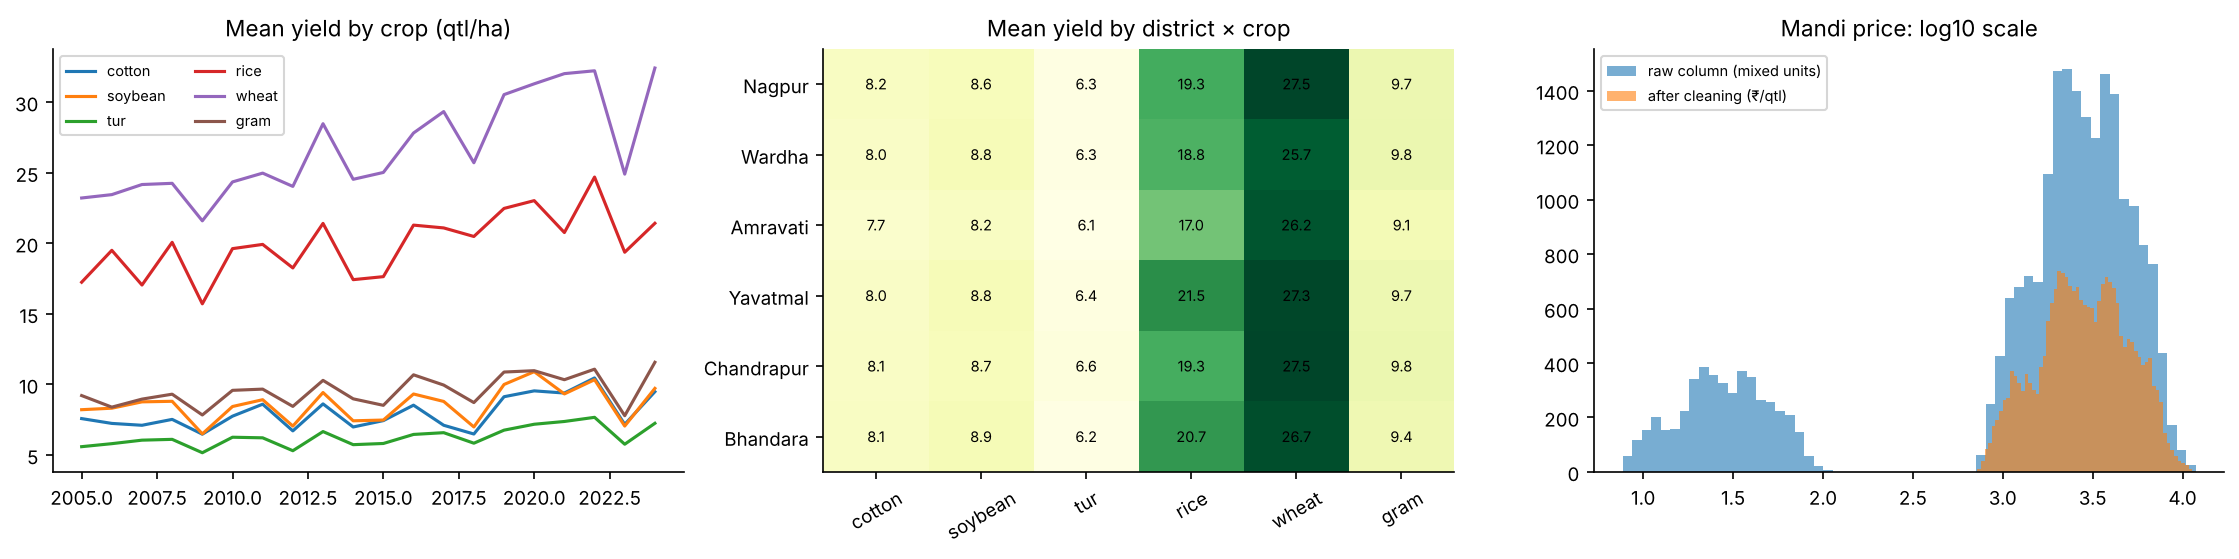 Mean yield by crop (qtl/ha)
cotton
soybean
tur
rice
wheat
gram
30
25
20
15
10
5
2005.0 2007.5 2010.0 2012.5 2015.0 2017.5 2020.0 2022.5
Mean yield by district × crop
Nagpur 8.2 8.6 6.3 19.3 27.5 9.7
Wardha 8.0 8.8 6.3 18.8 25.7 9.8
Amravati 7.7 8.2 6.1 17.0 26.2 9.1
Yavatmal 8.0 8.8 6.4 21.5 27.3 9.7
Chandrapur 8.1 8.7 6.6 19.3 27.5 9.8
Bhandara 8.1 8.9 6.2 20.7 26.7 9.4
cotton soybean tur rice wheat gram
Mandi price: log10 scale
raw column (mixed units)
after cleaning (₹/qtl)
1400
1200
1000
800
600
400
200
0
1.0 1.5 2.0 2.5 3.0 3.5 4.0